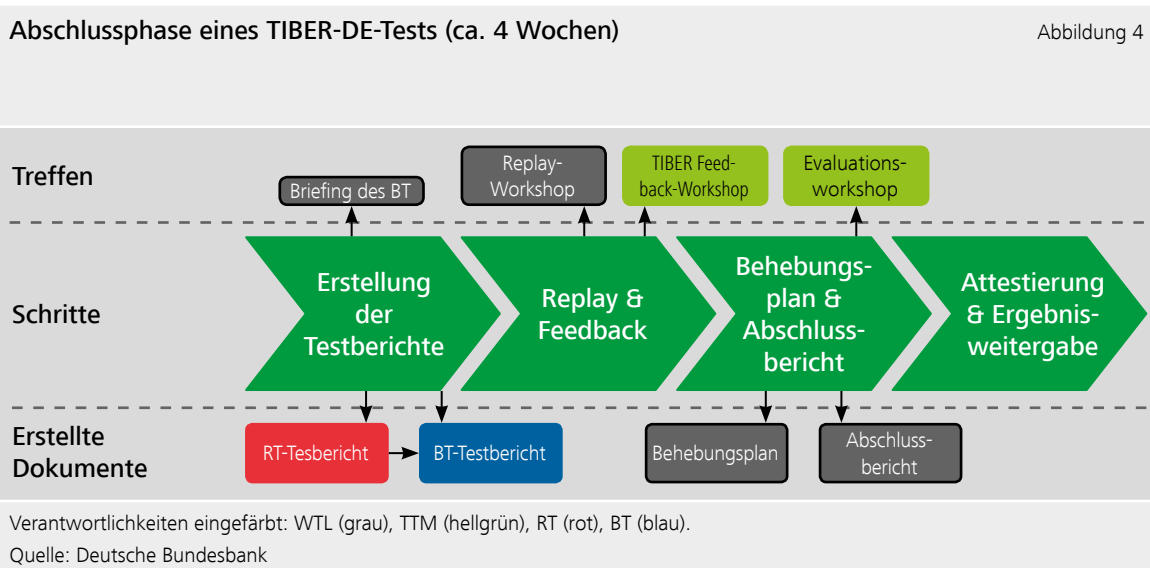 Abschlussphase eines TIBER-DE-Tests (ca. 4 Wochen)
Abbildung 4
Treffen
Briefing des BT
Replay-
Workshop
TIBER Feed-
back-Workshop
Evaluations-
workshop
Schritte
Erstellung
der
Testberichte
Replay &
Feedback
Behebungs-
plan &
Abschluss-
bericht
Attestierung
& Ergebnis-
weitergabe
Erstellte
Dokumente
RT-Tesbericht
BT-Testbericht
Behebungsplan
Abschluss-
bericht
Verantwortlichkeiten eingefärbt: WTL (grau), TTM (hellgrün), RT (rot), BT (blau).
Quelle: Deutsche Bundesbank